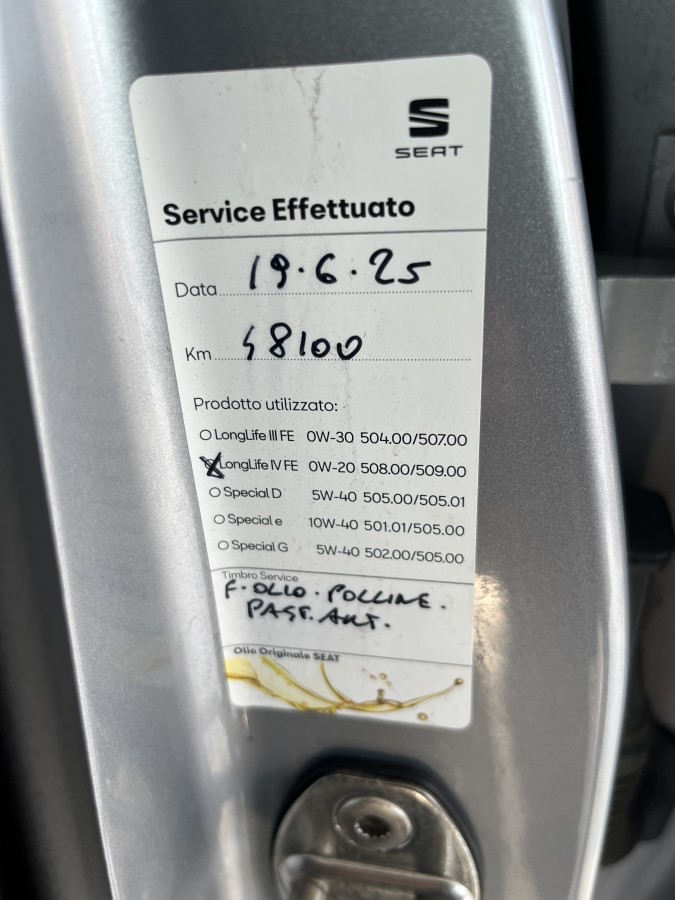 SEAT
Service Effettuato
Data 19.6.25
Km 48100
Prodotto utilizzato:
LongLife III FE 0W-30 504.00/507.00
LongLife IV FE 0W-20 508.00/509.00
Special D 5W-40 505.00/505.01
Special e 10W-40 501.01/505.00
Special G 5W-40 502.00/505.00
Timbro Service
F. OLIO. POLLINE.
PAST. ANT.
Olio Originale SEAT